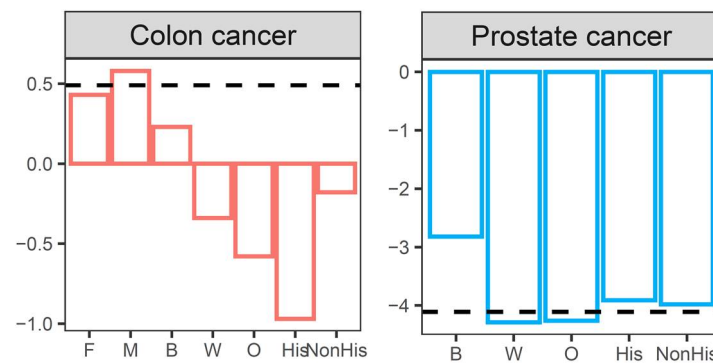 Colon cancer
0.5
0.0
−0.5
−1.0
F M B W O His NonHis
Prostate cancer
0
−1
−2
−3
−4
B W O His NonHis